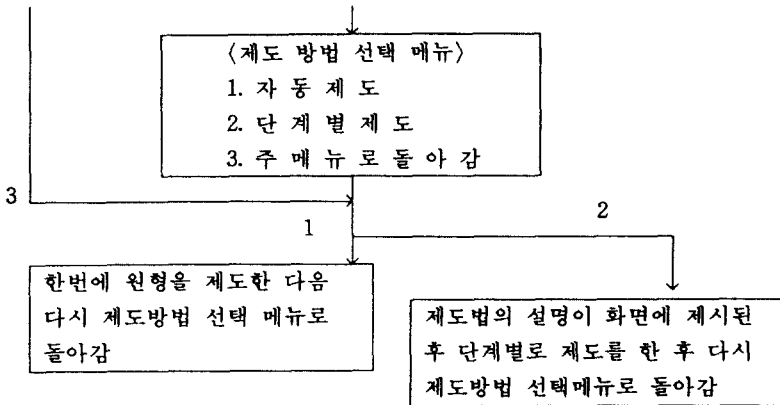 〈제도 방법 선택 메뉴〉
1. 자 동 제 도
2. 단 계 별 제 도
3. 주 메 뉴 로 돌 아 감
3
1
2
한번에 원형을 제도한 다음
다시 제도방법 선택 메뉴로
돌아감
제도법의 설명이 화면에 제시된
후 단계별로 제도를 한 후 다시
제도방법 선택메뉴로 돌아감